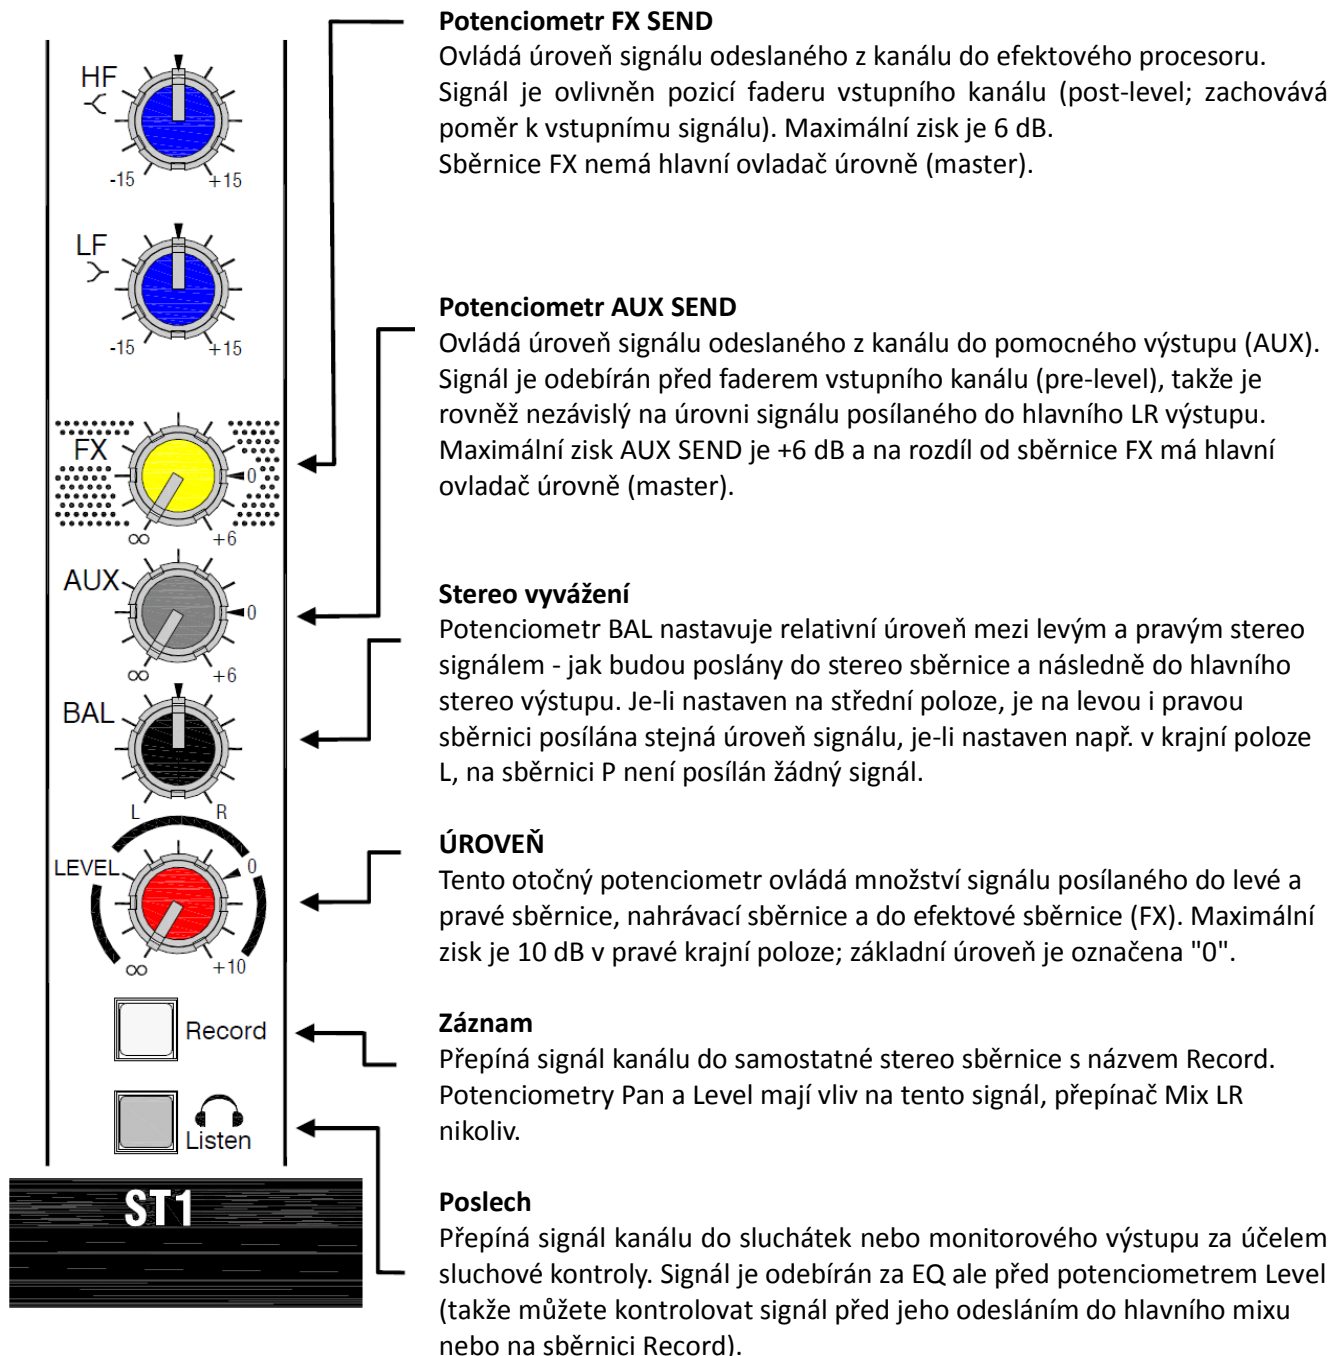 HF
-15 +15
LF
-15 +15
FX
0
∞ +6
AUX
0
∞ +6
BAL
L R
LEVEL
0
∞ +10
Record
Listen
ST1
Potenciometr FX SEND
Ovládá úroveň signálu odeslaného z kanálu do efektového procesoru.
Signál je ovlivněn pozicí faderu vstupního kanálu (post-level; zachovává
poměr k vstupnímu signálu). Maximální zisk je 6 dB.
Sběrnice FX nemá hlavní ovladač úrovně (master).
Potenciometr AUX SEND
Ovládá úroveň signálu odeslaného z kanálu do pomocného výstupu (AUX).
Signál je odebírán před faderem vstupního kanálu (pre-level), takže je
rovněž nezávislý na úrovni signálu posílaného do hlavního LR výstupu.
Maximální zisk AUX SEND je +6 dB a na rozdíl od sběrnice FX má hlavní
ovladač úrovně (master).
Stereo vyvážení
Potenciometr BAL nastavuje relativní úroveň mezi levým a pravým stereo
signálem - jak budou poslány do stereo sběrnice a následně do hlavního
stereo výstupu. Je-li nastaven na střední poloze, je na levou i pravou
sběrnici posílána stejná úroveň signálu, je-li nastaven např. v krajní poloze
L, na sběrnici P není posílán žádný signál.
ÚROVEŇ
Tento otočný potenciometr ovládá množství signálu posílaného do levé a
pravé sběrnice, nahrávací sběrnice a do efektové sběrnice (FX). Maximální
zisk je 10 dB v pravé krajní poloze; základní úroveň je označena "0".
Záznam
Přepíná signál kanálu do samostatné stereo sběrnice s názvem Record.
Potenciometry Pan a Level mají vliv na tento signál, přepínač Mix LR
nikoliv.
Poslech
Přepíná signál kanálu do sluchátek nebo monitorového výstupu za účelem
sluchové kontroly. Signál je odebírán za EQ ale před potenciometrem Level
(takže můžete kontrolovat signál před jeho odesláním do hlavního mixu
nebo na sběrnici Record).